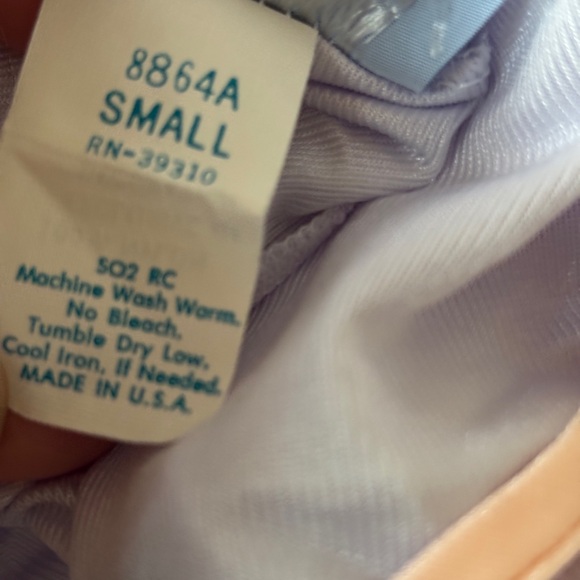 8864A
SMALL
RN-39310
SO2 RC
Machine Wash Warm.
No Bleach.
Tumble Dry Low.
Cool Iron, If Needed.
MADE IN U.S.A.